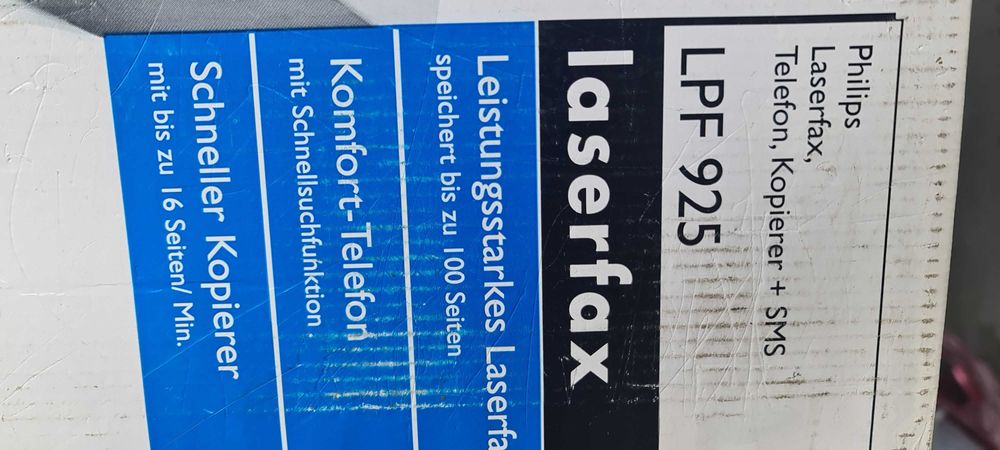 Philips
Laserfax,
Telefon, Kopierer + SMS
LPF 925
laserfax
Leistungsstarkes Laserfa
speichert bis zu 100 Seiten
Komfort-Telefon
mit Schnellsuchfunktion
Schneller Kopierer
mit bis zu 16 Seiten/ Min.